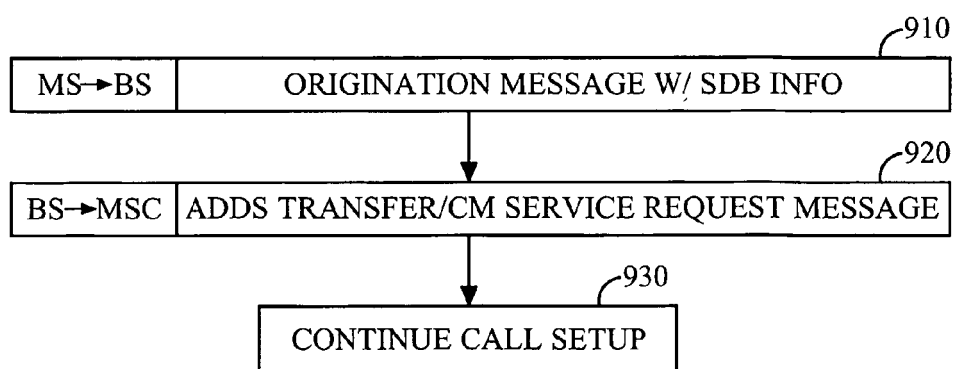 910
MS→BS ORIGINATION MESSAGE W/ SDB INFO
920
BS→MSC ADDS TRANSFER/CM SERVICE REQUEST MESSAGE
930
CONTINUE CALL SETUP